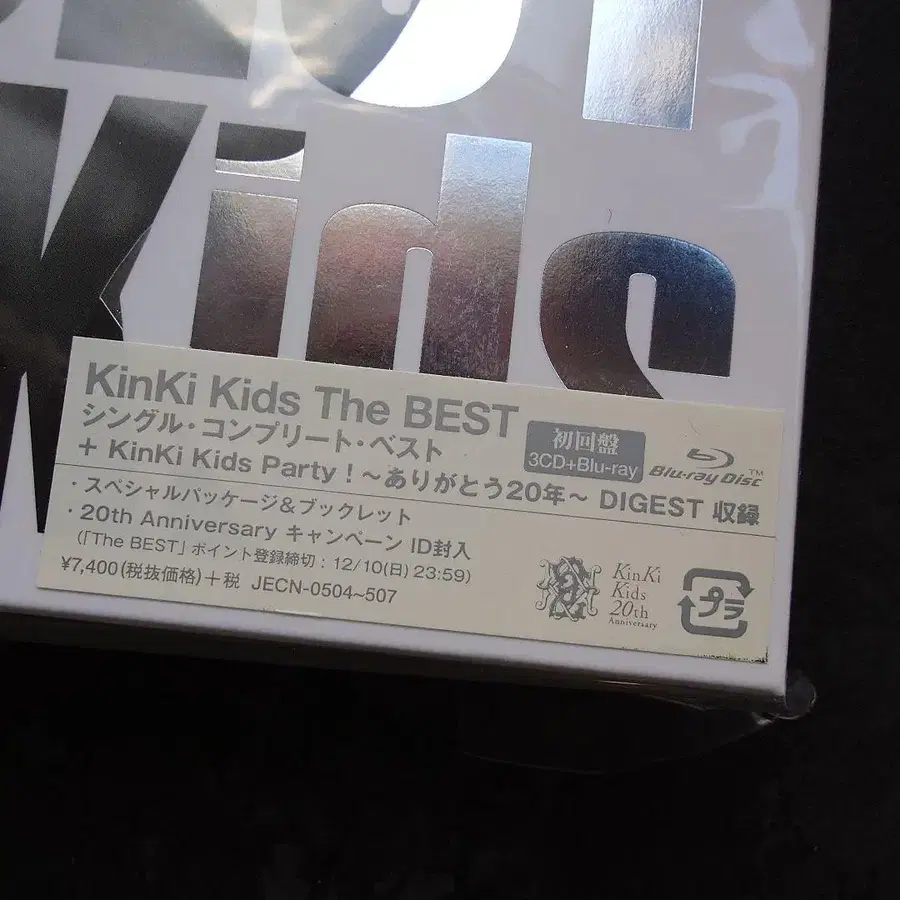 Kids
KinKi Kids The BEST
シングル・コンプリート・ベスト
+ KinKi Kids Party！～ありがとう20年～ DIGEST 収録
初回盤
3CD+Blu-ray
Blu-ray Disc™
・スペシャルパッケージ&ブックレット
・20th Anniversary キャンペーン ID封入
(「The BEST」ポイント登録締切：12/10(日) 23:59)
¥7,400(税抜価格)+税 JECN-0504~507
KinKi
Kids
20th
Anniversary
プラ